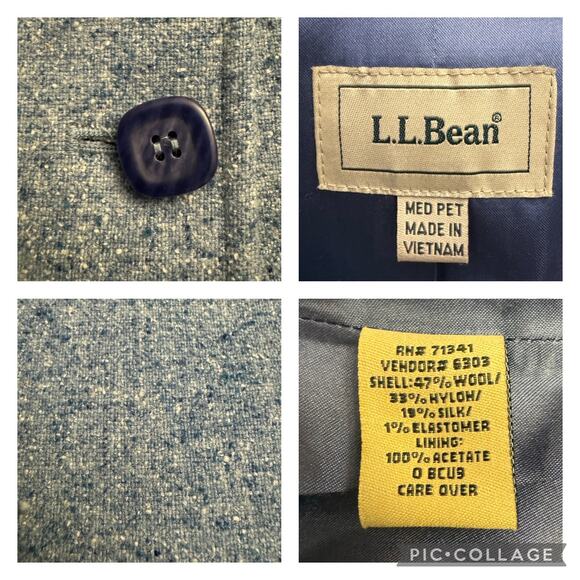 L.L.Bean®
MED PET
MADE IN
VIETNAM
RN# 71341
VENDOR# 6303
SHELL:47% WOOL/
33% NYLON/
19% SILK/
1% ELASTOMER
LINING:
100% ACETATE
0 BCU9
CARE OVER
PIC•COLLAGE